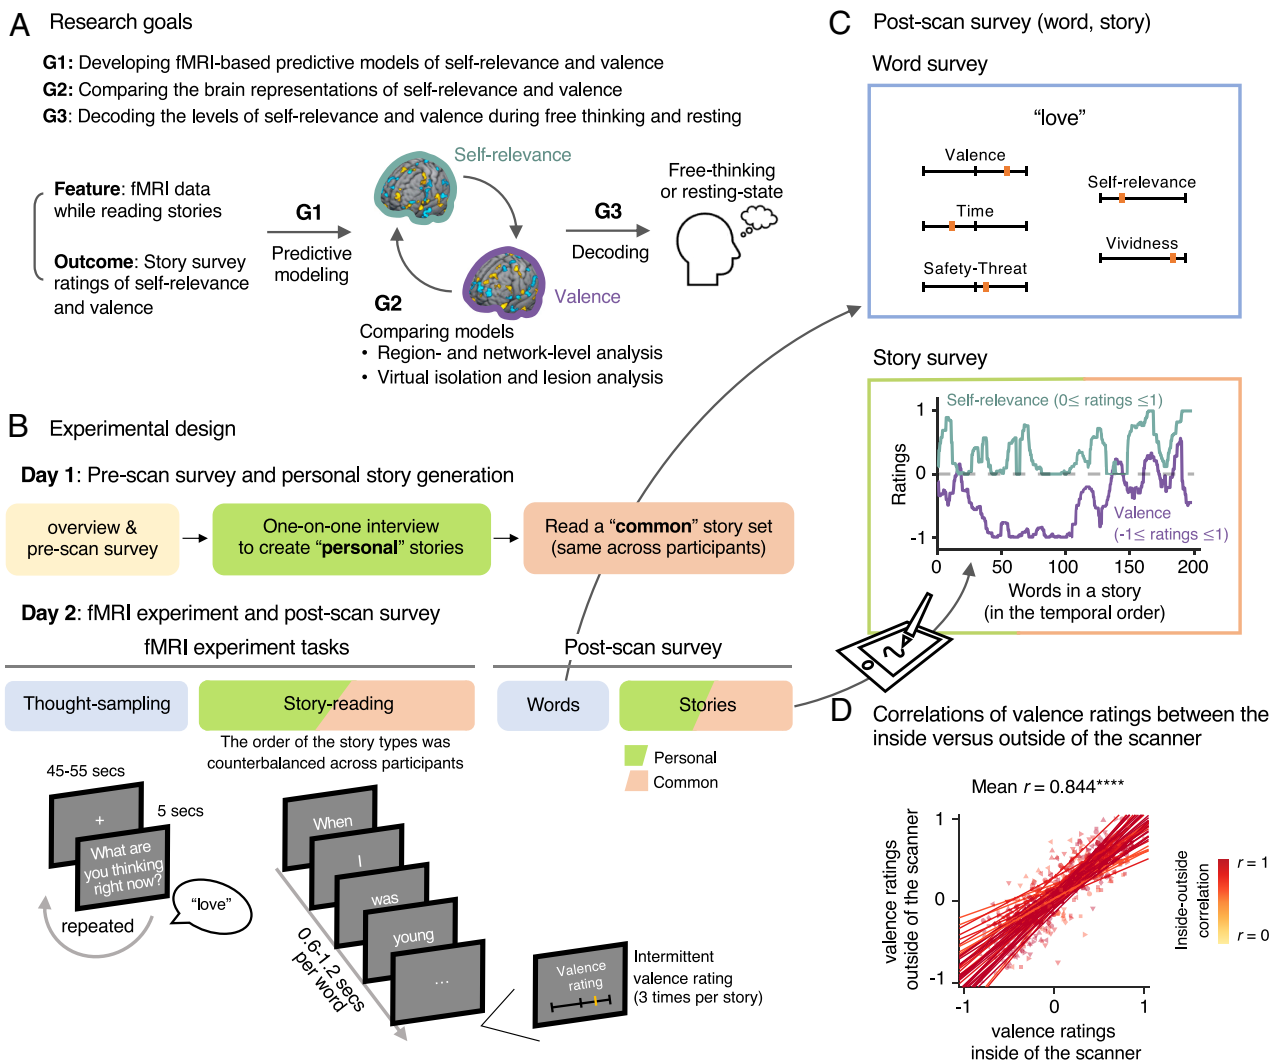 A Research goals
G1: Developing fMRI-based predictive models of self-relevance and valence
G2: Comparing the brain representations of self-relevance and valence
G3: Decoding the levels of self-relevance and valence during free thinking and resting
Feature: fMRI data
while reading stories
Outcome: Story survey
ratings of self-relevance
and valence
G1
Predictive
modeling
Self-relevance
Valence
G2
Comparing models
• Region- and network-level analysis
• Virtual isolation and lesion analysis
G3
Decoding
Free-thinking
or resting-state
B Experimental design
Day 1: Pre-scan survey and personal story generation
overview &
pre-scan survey
One-on-one interview
to create “personal” stories
Read a “common” story set
(same across participants)
Day 2: fMRI experiment and post-scan survey
fMRI experiment tasks
Post-scan survey
Thought-sampling
Story-reading
Words
Stories
The order of the story types was
counterbalanced across participants
Personal
Common
45-55 secs
+
5 secs
What are
you thinking
right now?
“love”
repeated
When
I
was
young
...
0.6-1.2 secs
per word
Valence
rating
Intermittent
valence rating
(3 times per story)
C Post-scan survey (word, story)
Word survey
“love”
Valence
Time
Safety-Threat
Self-relevance
Vividness
Story survey
Self-relevance (0≤ ratings ≤1)
Valence
(-1≤ ratings ≤1)
Ratings
1
0
-1
0 50 100 150 200
Words in a story
(in the temporal order)
D Correlations of valence ratings between the
inside versus outside of the scanner
Mean r = 0.844****
valence ratings
outside of the scanner
1
0
-1
-1 0 1
valence ratings
inside of the scanner
Inside-outside
correlation
r = 1
r = 0